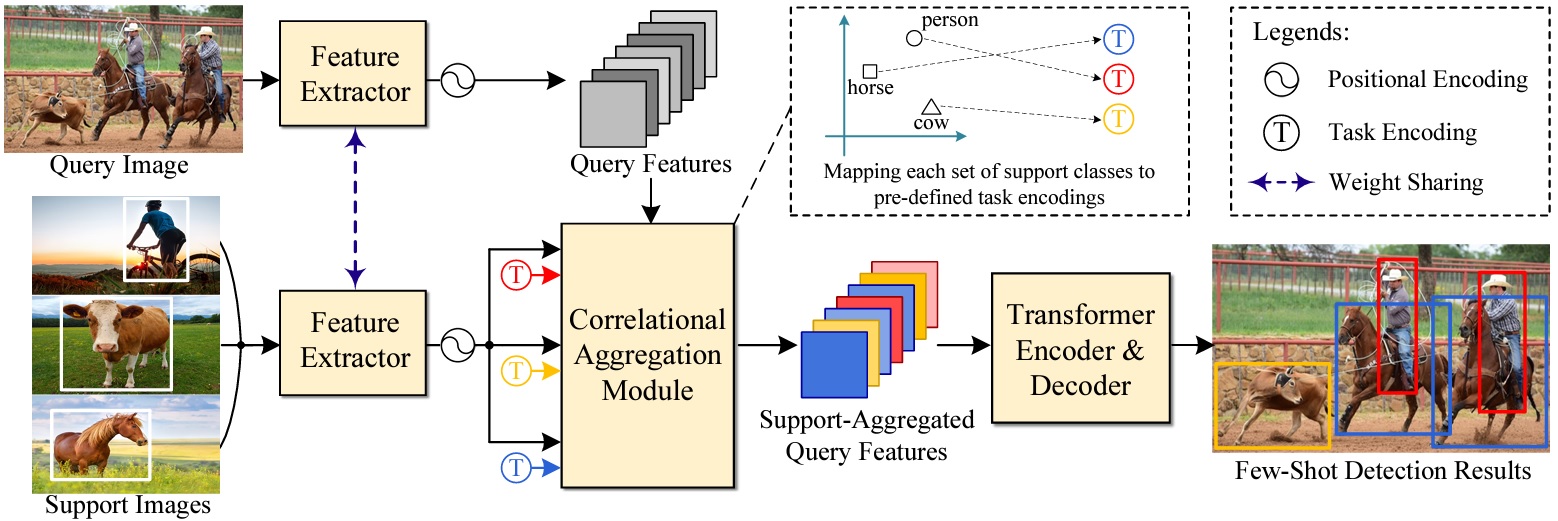 Query Image
Feature
Extractor
Query Features
person
horse
cow
T
T
T
Mapping each set of support classes to
pre-defined task encodings
Legends:
Positional Encoding
T Task Encoding
Weight Sharing
Support Images
Feature
Extractor
T
T
T
Correlational
Aggregation
Module
Support-Aggregated
Query Features
Transformer
Encoder &
Decoder
Few-Shot Detection Results